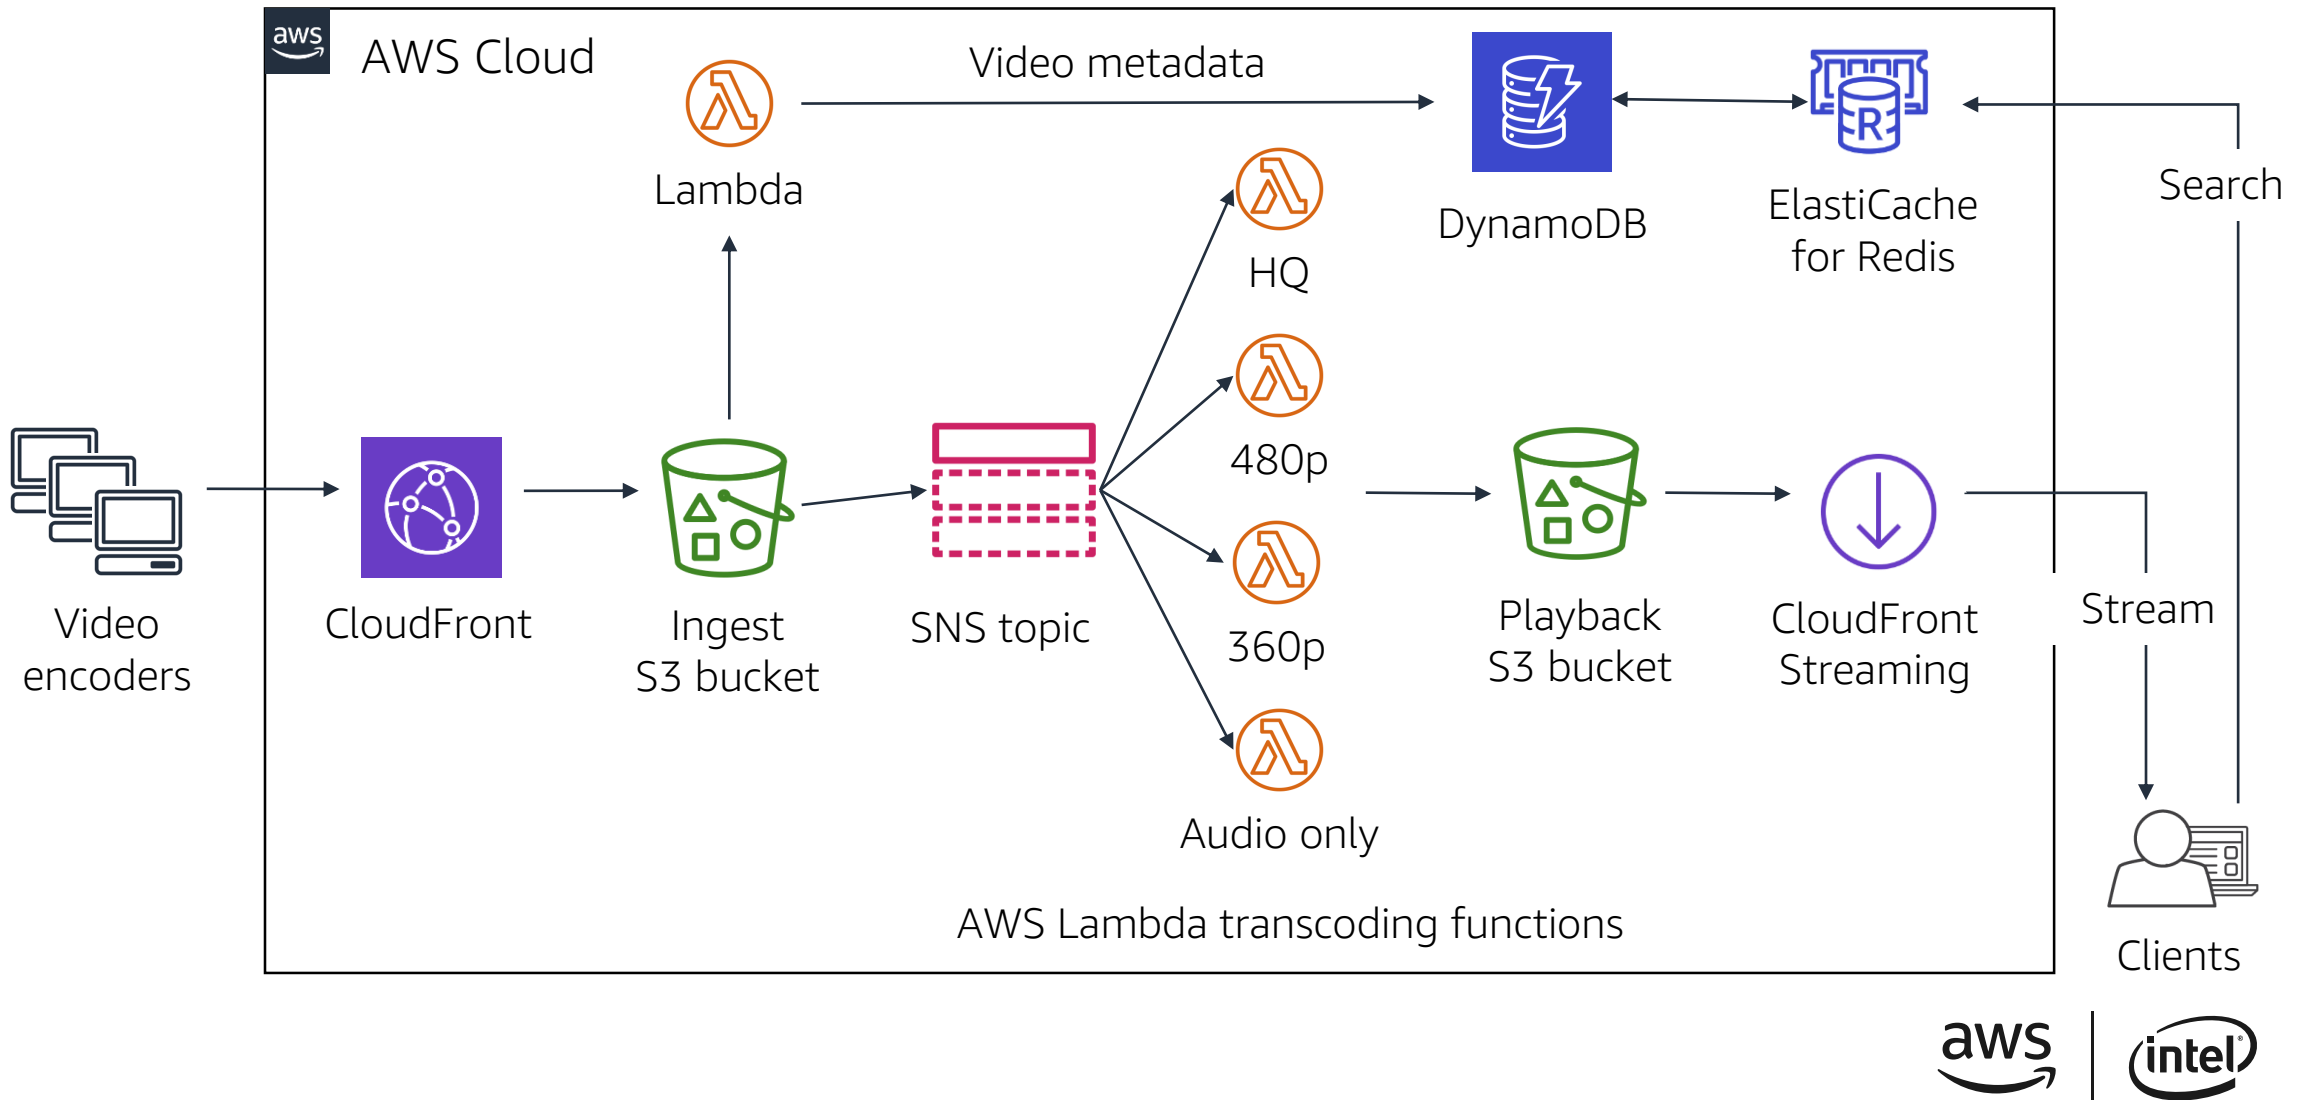 aws
AWS Cloud
Video metadata
Lambda
DynamoDB
R
ElastiCache
for Redis
Search
HQ
480p
360p
Audio only
Video
encoders
CloudFront
Ingest
S3 bucket
SNS topic
Playback
S3 bucket
CloudFront
Streaming
Stream
AWS Lambda transcoding functions
Clients
aws
intel®